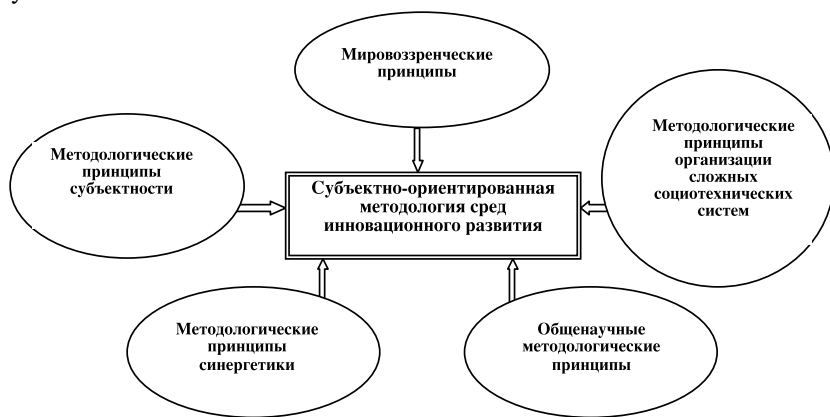 Мировоззренческие
принципы
Методологические
принципы
субъектности
Методологические
принципы
организации
сложных
социотехнических
систем
Субъектно-ориентированная
методология сред
инновационного развития
Методологические
принципы
синергетики
Общенаучные
методологические
принципы